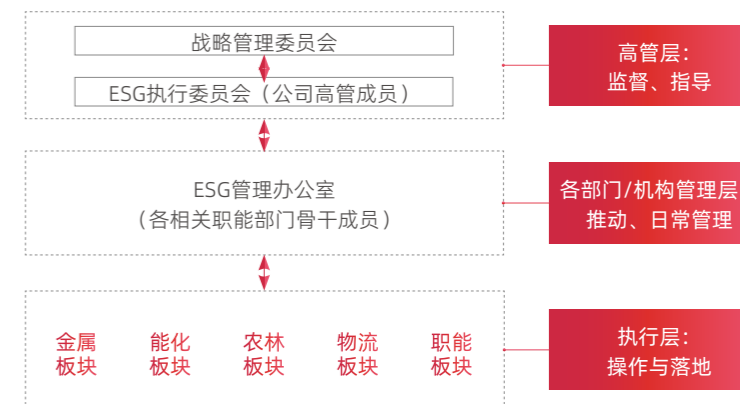 战略管理委员会
ESG执行委员会（公司高管成员）
高管层：
监督、指导
ESG管理办公室
（各相关职能部门骨干成员）
各部门/机构管理层
推动、日常管理
金属
板块
能化
板块
农林
板块
物流
板块
职能
板块
执行层：
操作与落地